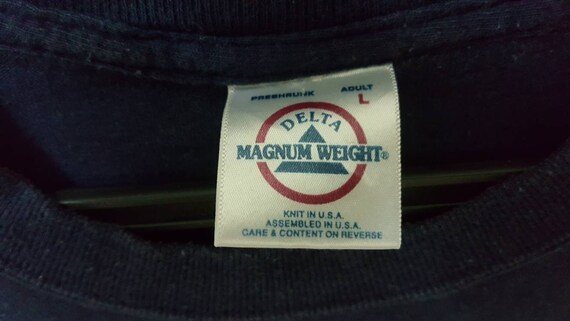 PRESHRUNK ADULT
L
DELTA
MAGNUM WEIGHT®
KNIT IN U.S.A.
ASSEMBLED IN U.S.A.
CARE & CONTENT ON REVERSE